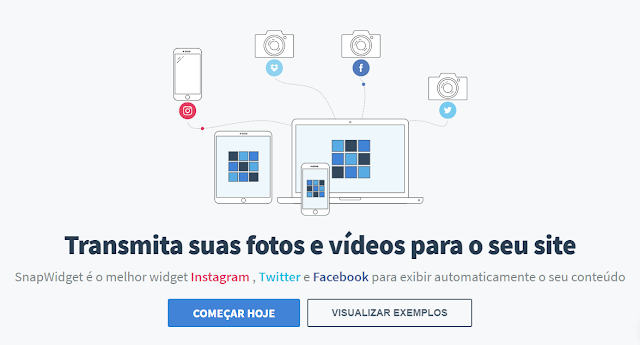 Transmita suas fotos e vídeos para o seu site
SnapWidget é o melhor widget Instagram , Twitter e Facebook para exibir automaticamente o seu conteúdo
COMEÇAR HOJE
VISUALIZAR EXEMPLOS